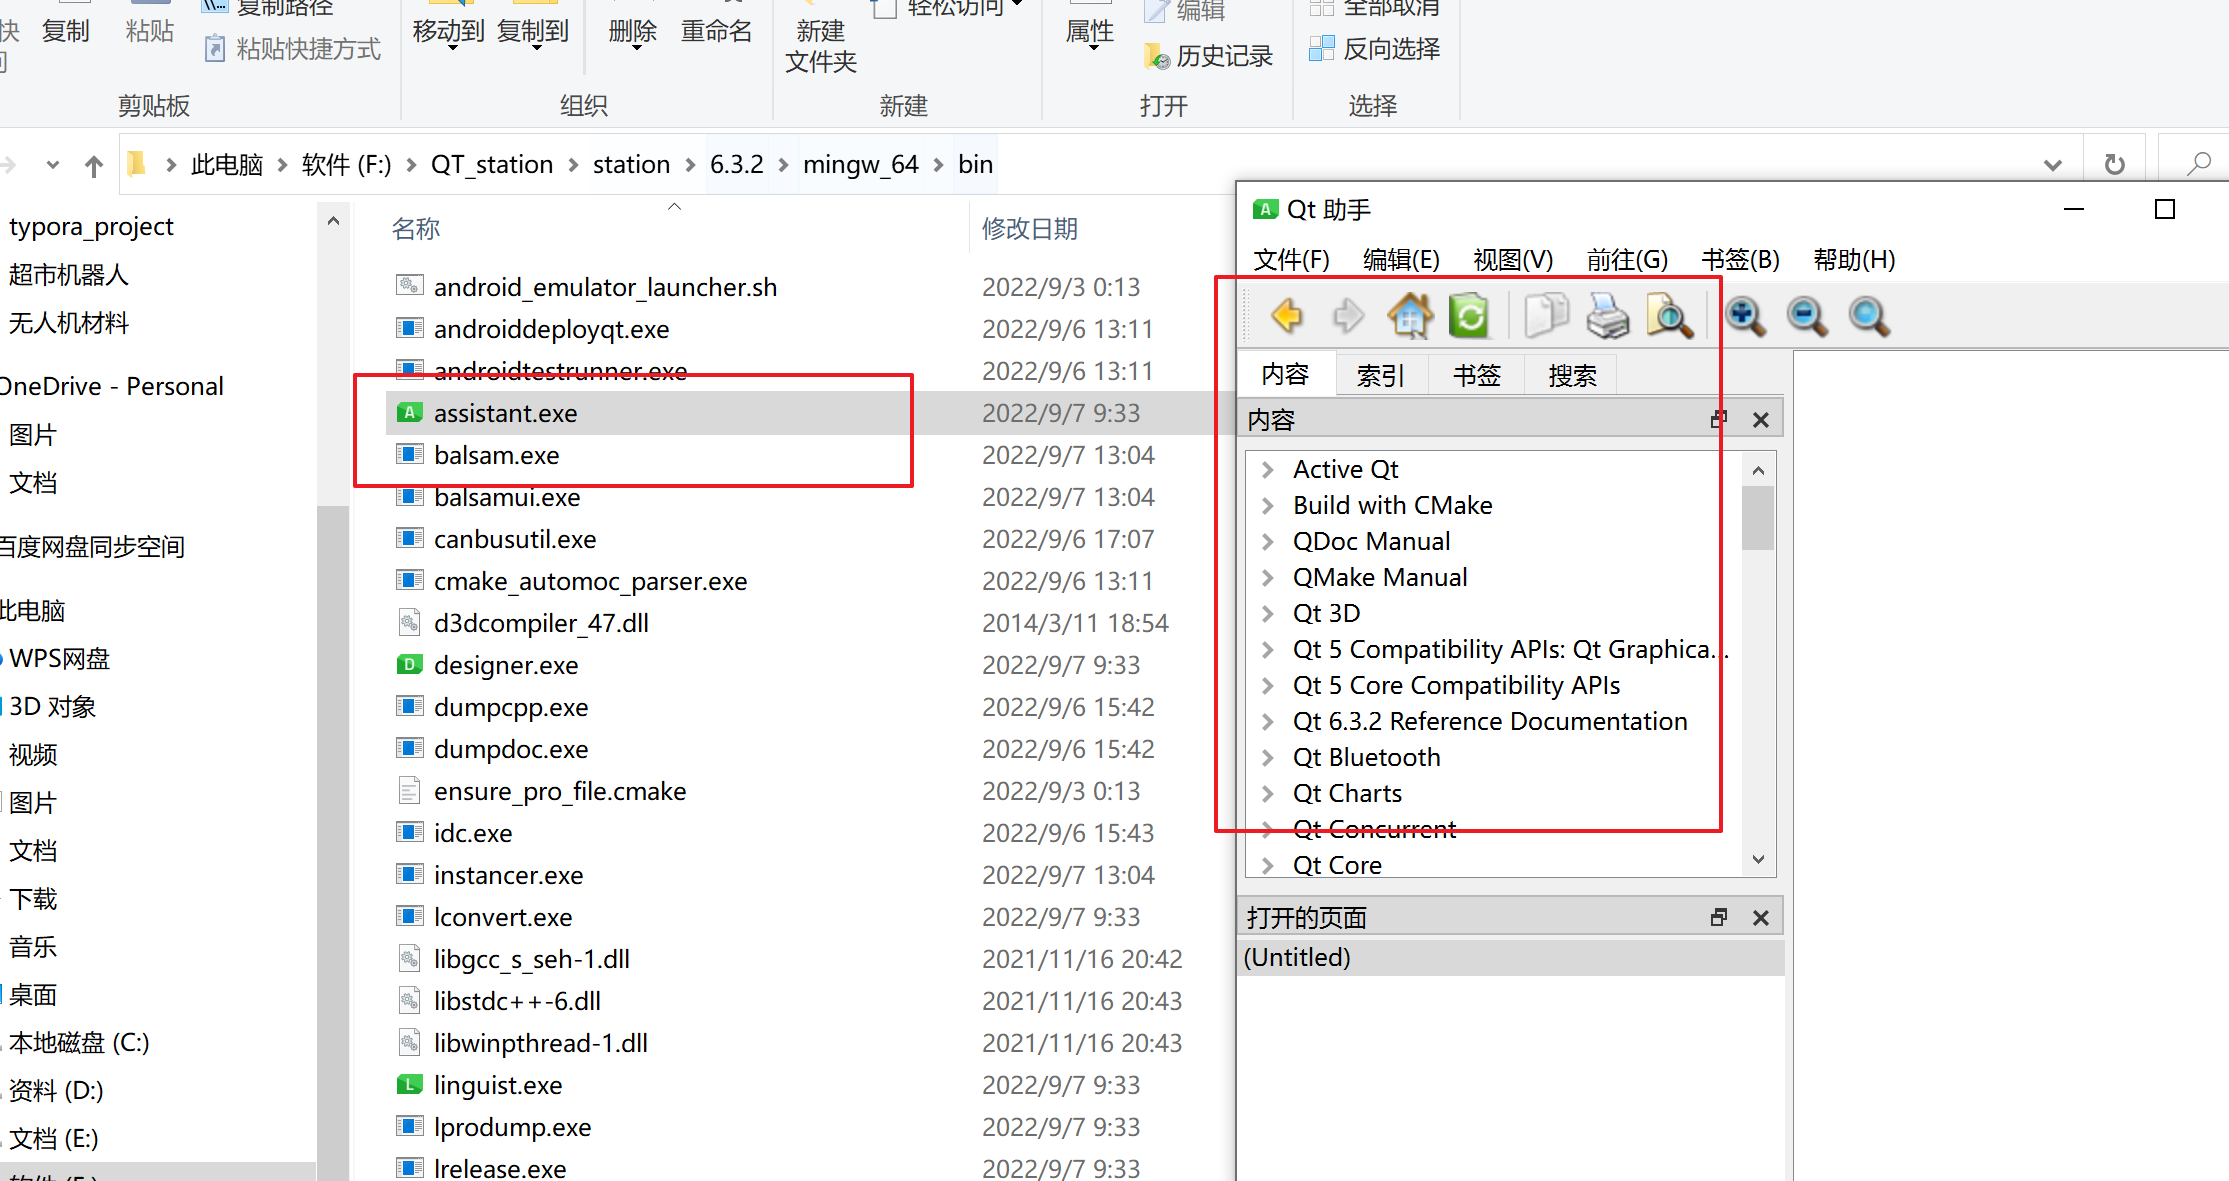 复制路径
轻松访问
编辑
全部取消
复制
粘贴
粘贴快捷方式
移动到
复制到
删除
重命名
新建
文件夹
属性
历史记录
反向选择
剪贴板
组织
新建
打开
选择
此电脑
软件 (F:)
QT_station
station
6.3.2
mingw_64
bin
typora_project
超市机器人
无人机材料
OneDrive - Personal
图片
文档
百度网盘同步空间
此电脑
WPS网盘
3D 对象
视频
图片
文档
下载
音乐
桌面
本地磁盘 (C:)
资料 (D:)
文档 (E:)
软件 (F:)
名称 修改日期
android_emulator_launcher.sh 2022/9/3 0:13
androiddeployqt.exe 2022/9/6 13:11
androidtestrunner.exe 2022/9/6 13:11
assistant.exe 2022/9/7 9:33
balsam.exe 2022/9/7 13:04
balsamui.exe 2022/9/7 13:04
canbusutil.exe 2022/9/6 17:07
cmake_automoc_parser.exe 2022/9/6 13:11
d3dcompiler_47.dll 2014/3/11 18:54
designer.exe 2022/9/7 9:33
dumpcpp.exe 2022/9/6 15:42
dumpdoc.exe 2022/9/6 15:42
ensure_pro_file.cmake 2022/9/3 0:13
idc.exe 2022/9/6 15:43
instancer.exe 2022/9/7 13:04
lconvert.exe 2022/9/7 9:33
libgcc_s_seh-1.dll 2021/11/16 20:42
libstdc++-6.dll 2021/11/16 20:43
libwinpthread-1.dll 2021/11/16 20:43
linguist.exe 2022/9/7 9:33
lprodump.exe 2022/9/7 9:33
lrelease.exe 2022/9/7 9:33
Qt 助手
文件(F) 编辑(E) 视图(V) 前往(G) 书签(B) 帮助(H)
内容 索引 书签 搜索
内容
Active Qt
Build with CMake
QDoc Manual
QMake Manual
Qt 3D
Qt 5 Compatibility APIs: Qt Graphica...
Qt 5 Core Compatibility APIs
Qt 6.3.2 Reference Documentation
Qt Bluetooth
Qt Charts
Qt Concurrent
Qt Core
打开的页面
(Untitled)